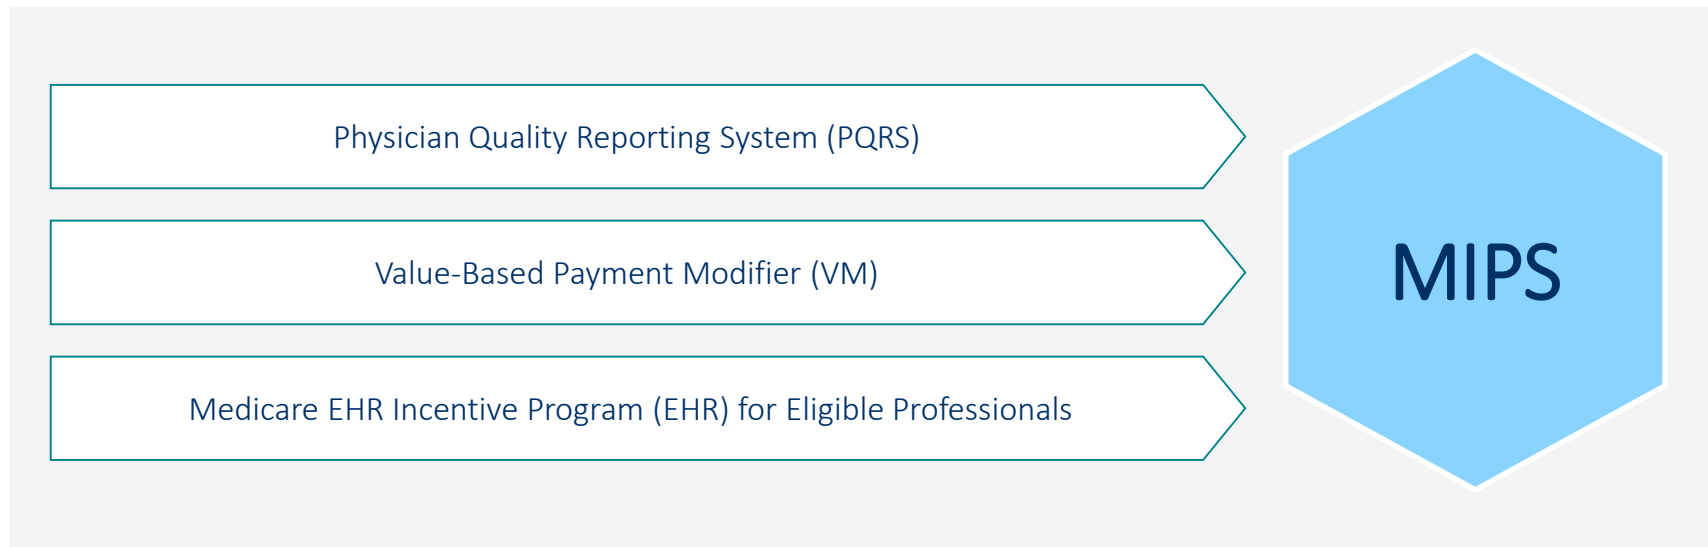 Physician Quality Reporting System (PQRS)
Value-Based Payment Modifier (VM)
Medicare EHR Incentive Program (EHR) for Eligible Professionals
MIPS